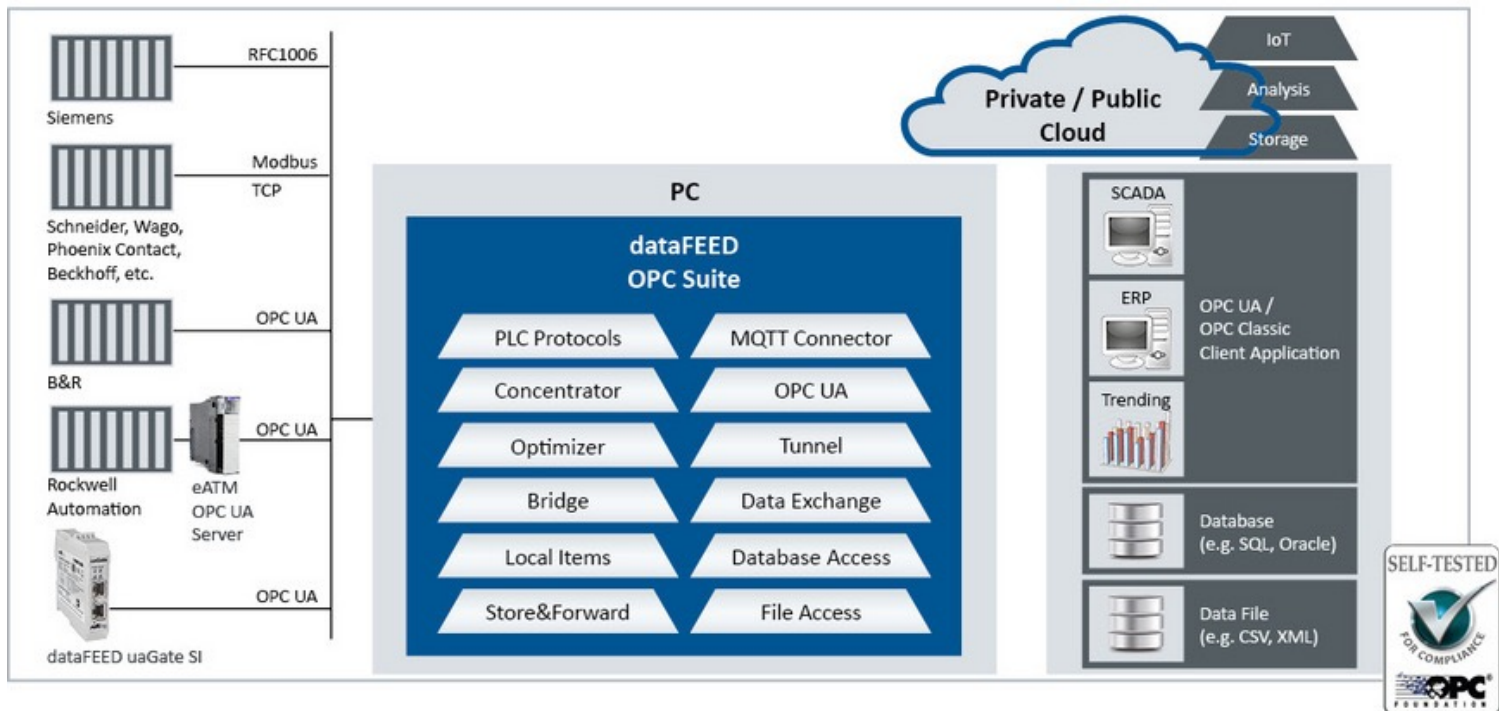 RFC1006
Siemens
Modbus
TCP
Schneider, Wago,
Phoenix Contact,
Beckhoff, etc.
OPC UA
B&R
OPC UA
Rockwell
Automation
eATM
OPC UA
Server
OPC UA
dataFEED uaGate SI
PC
dataFEED
OPC Suite
PLC Protocols
MQTT Connector
Concentrator
OPC UA
Optimizer
Tunnel
Bridge
Data Exchange
Local Items
Database Access
Store&Forward
File Access
Private / Public
Cloud
IoT
Analysis
Storage
SCADA
ERP
Trending
OPC UA /
OPC Classic
Client Application
Database
(e.g. SQL, Oracle)
Data File
(e.g. CSV, XML)
SELF-TESTED
FOR COMPLIANCE
OPC®
FOUNDATION